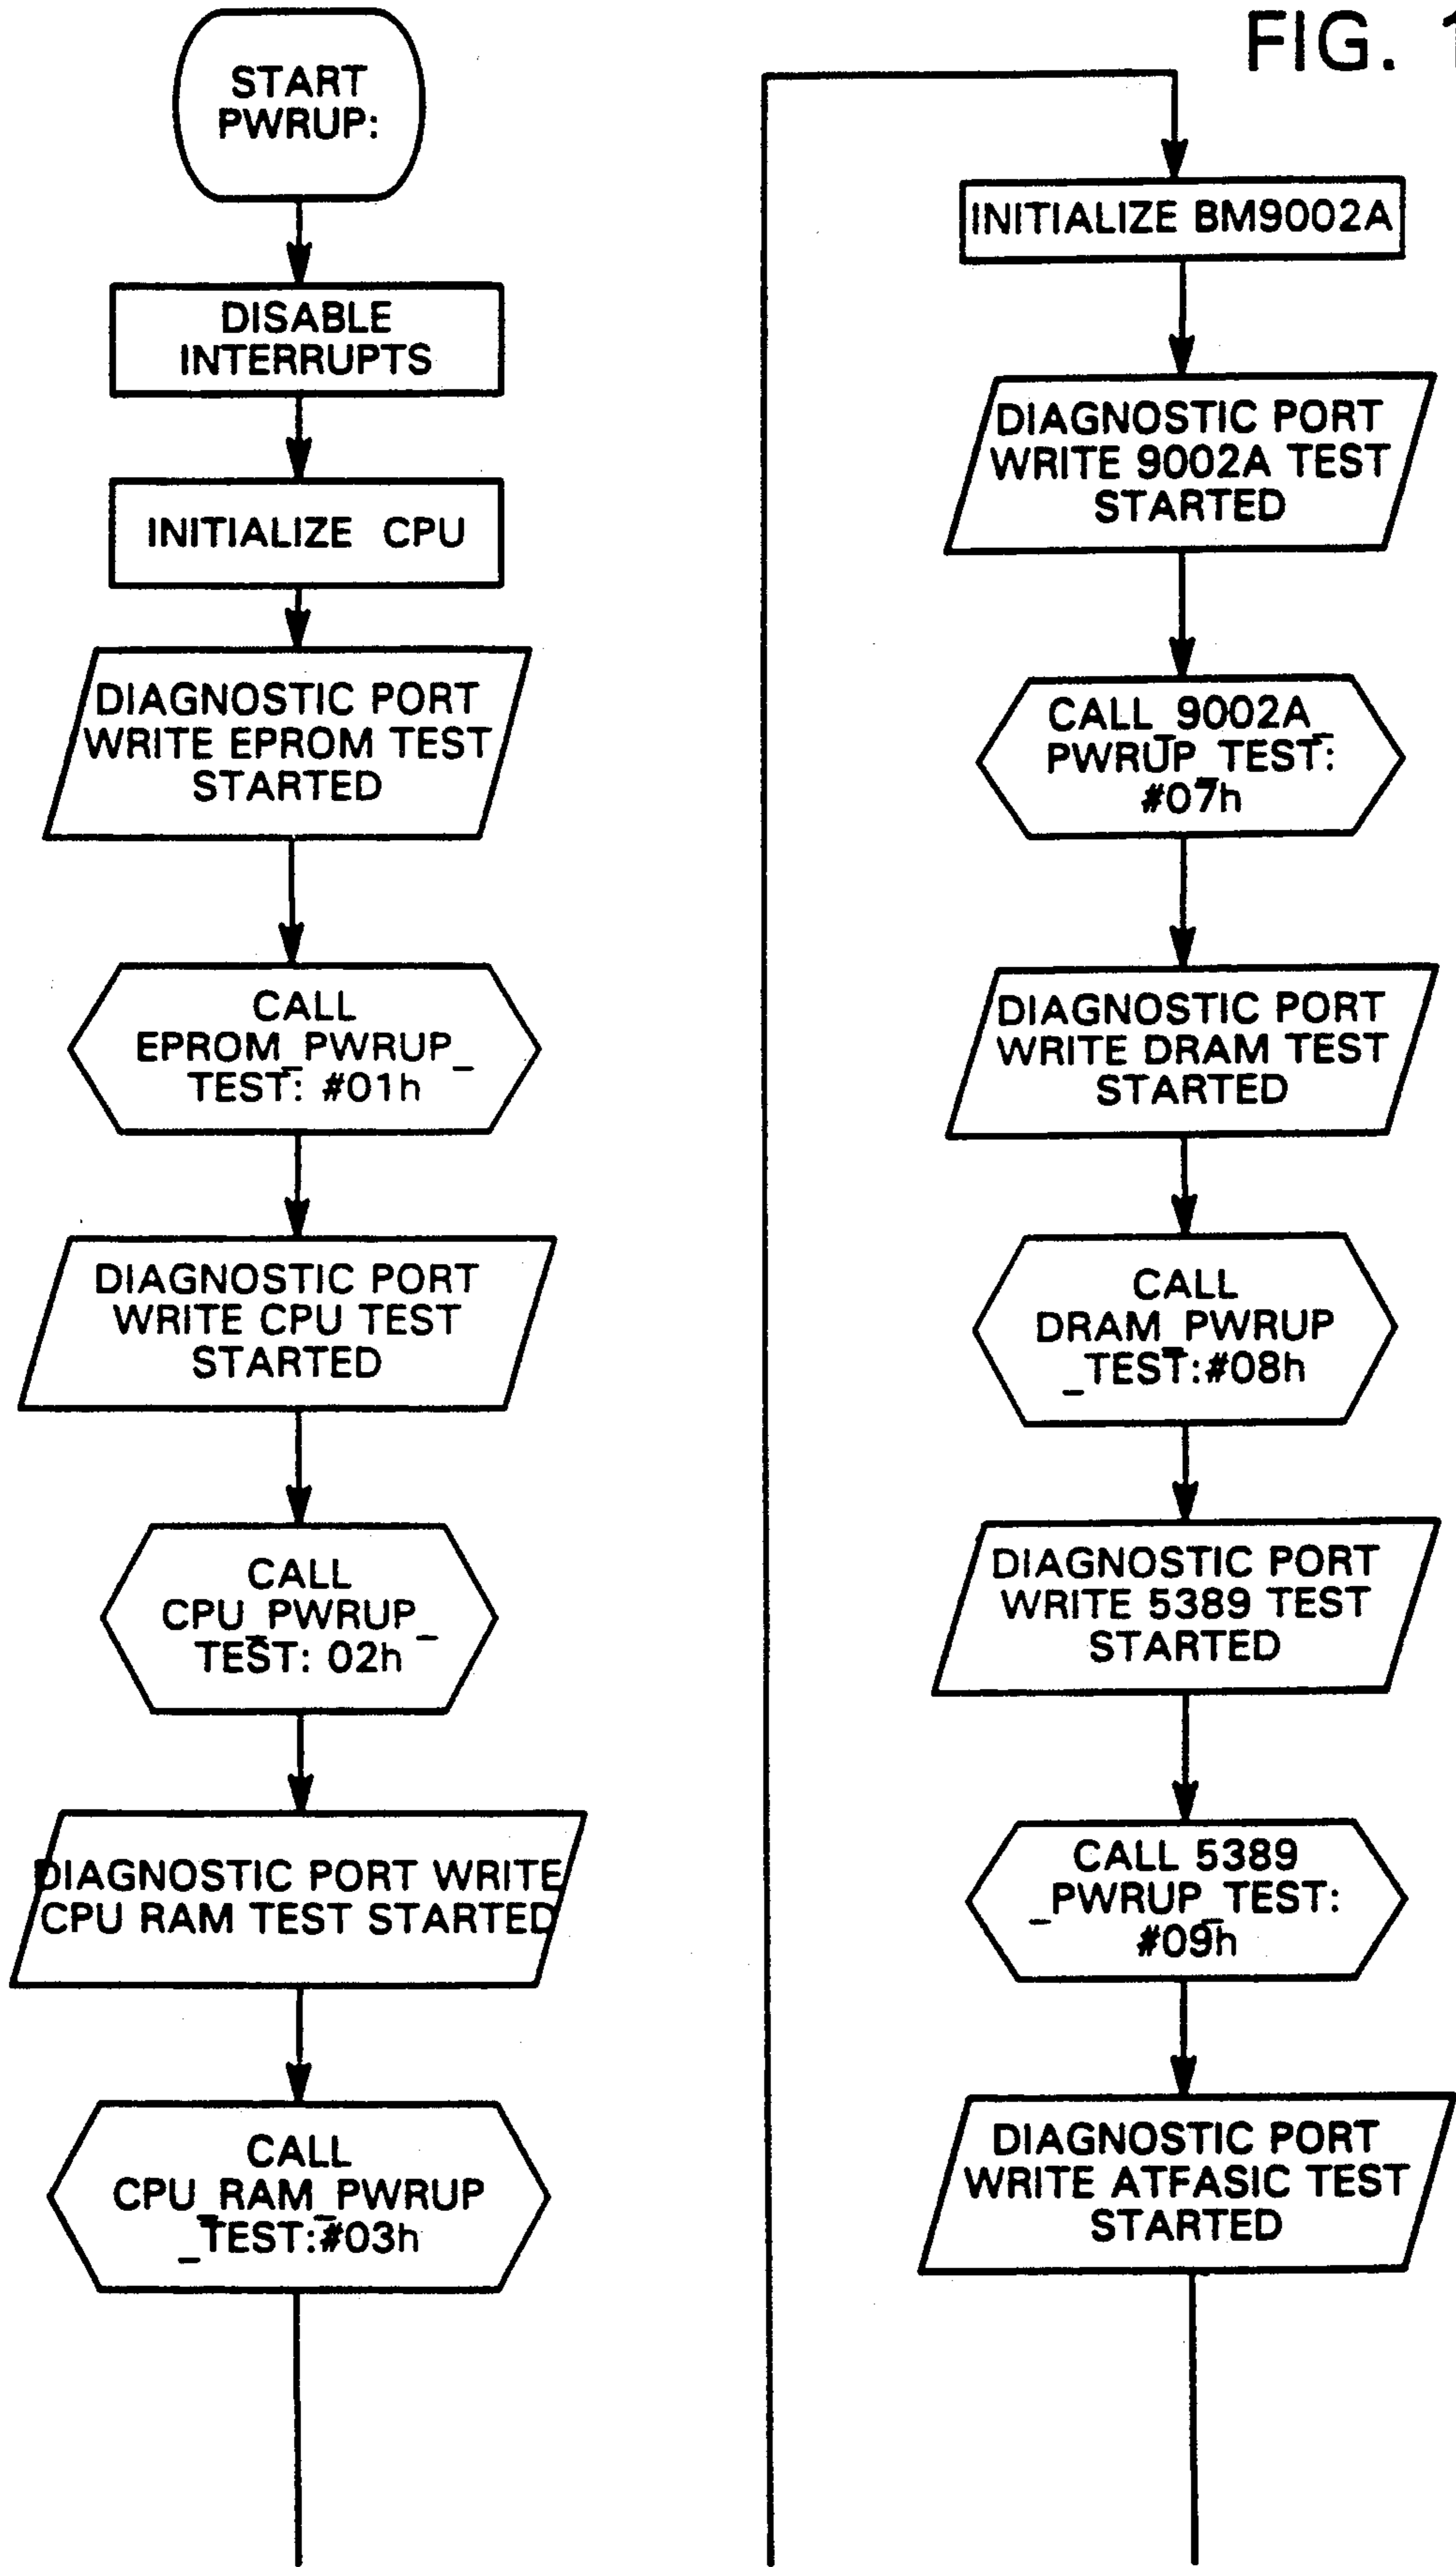 FIG. 1
START
PWRUP:
DISABLE
INTERRUPTS
INITIALIZE CPU
DIAGNOSTIC PORT
WRITE EPROM TEST
STARTED
CALL
EPROM_PWRUP_
TEST: #01h
DIAGNOSTIC PORT
WRITE CPU TEST
STARTED
CALL
CPU_PWRUP_
TEST: 02h
DIAGNOSTIC PORT WRITE
CPU RAM TEST STARTED
CALL
CPU_RAM_PWRUP
_TEST:#03h
INITIALIZE BM9002A
DIAGNOSTIC PORT
WRITE 9002A TEST
STARTED
CALL_9002A_
PWRUP_TEST:
#07h
DIAGNOSTIC PORT
WRITE DRAM TEST
STARTED
CALL
DRAM_PWRUP
_TEST:#08h
DIAGNOSTIC PORT
WRITE 5389 TEST
STARTED
CALL 5389
_PWRUP_TEST:
#09h
DIAGNOSTIC PORT
WRITE ATFASIC TEST
STARTED